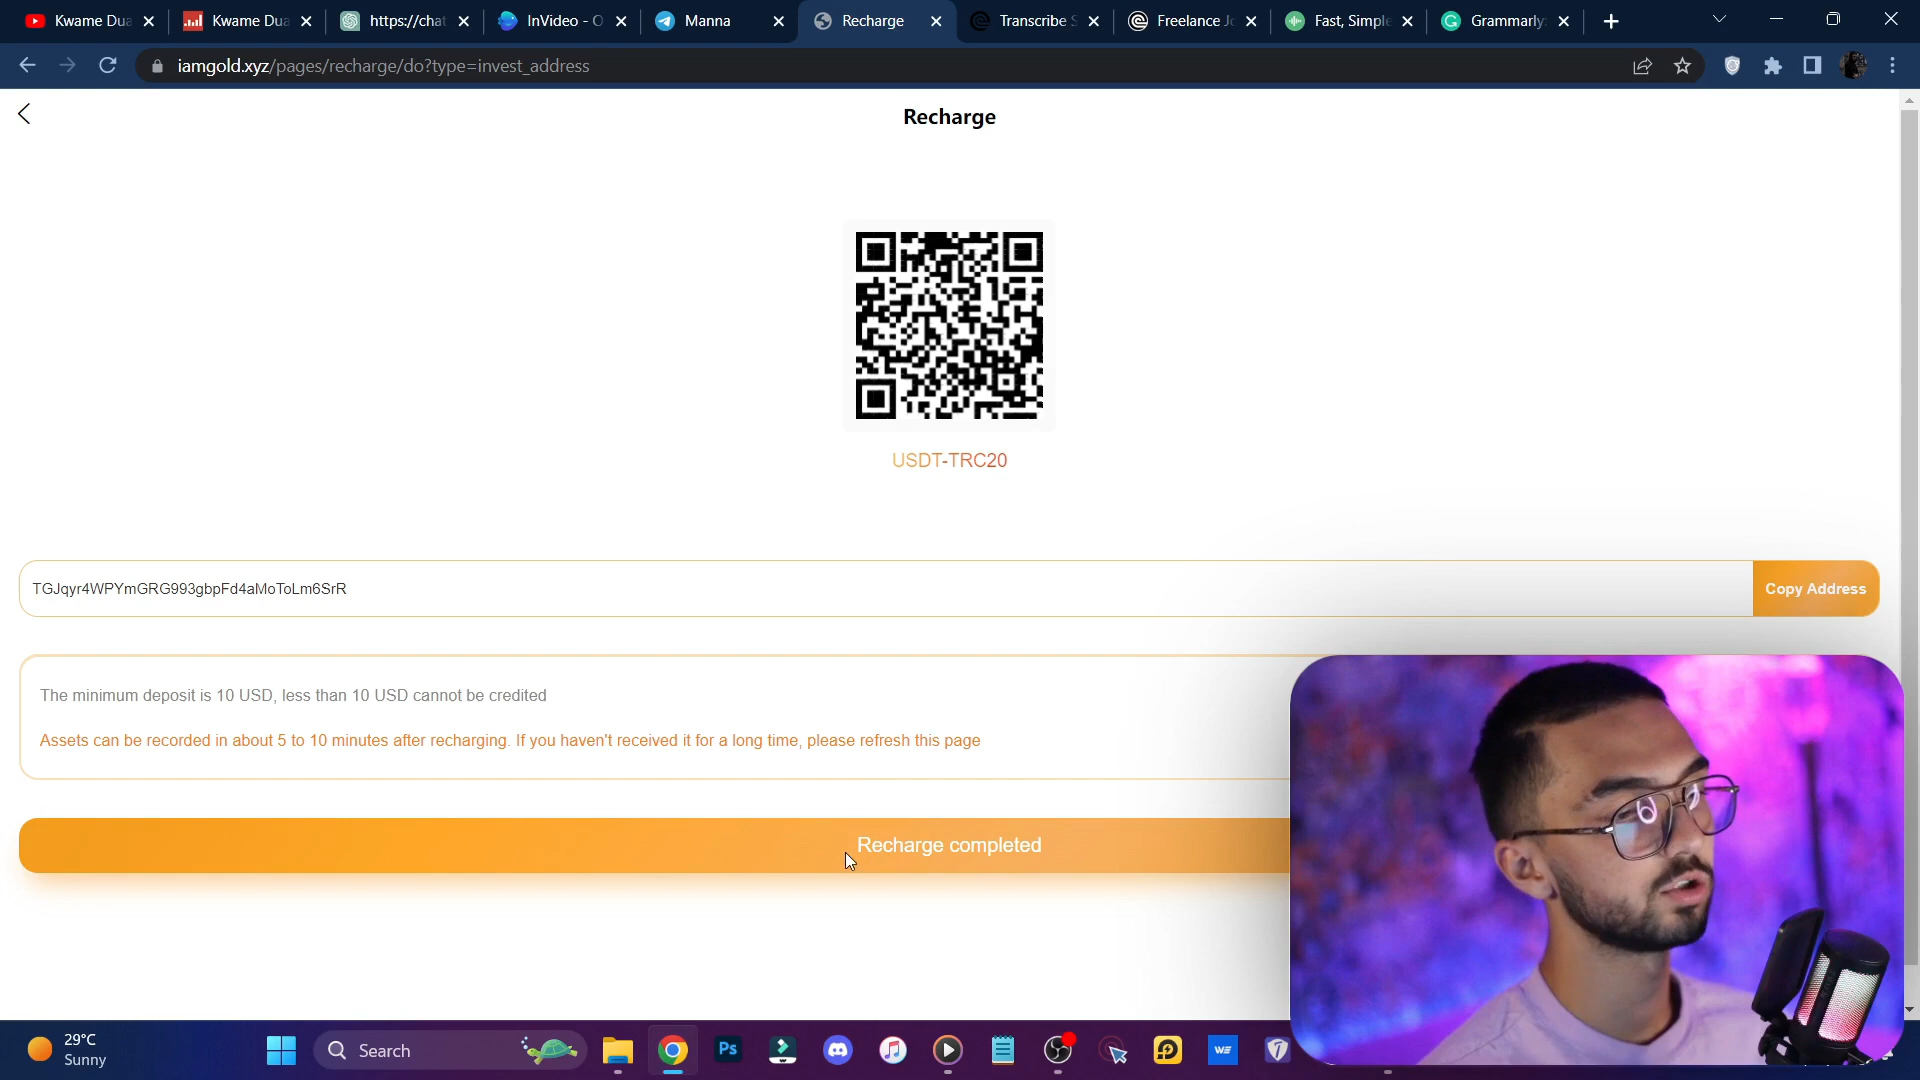 Kwame Dua
Kwame Dua
https://chat
InVideo - O
Manna
Recharge
Transcribe S
Freelance Jo
Fast, Simple
Grammarly:
iamgold.xyz/pages/recharge/do?type=invest_address
Recharge
USDT-TRC20
TGJqyr4WPYmGRG993gbpFd4aMoToLm6SrR
Copy Address
The minimum deposit is 10 USD, less than 10 USD cannot be credited
Assets can be recorded in about 5 to 10 minutes after recharging. If you haven't received it for a long time, please refresh this page
Recharge completed
29°C
Sunny
Search
Ps
WE